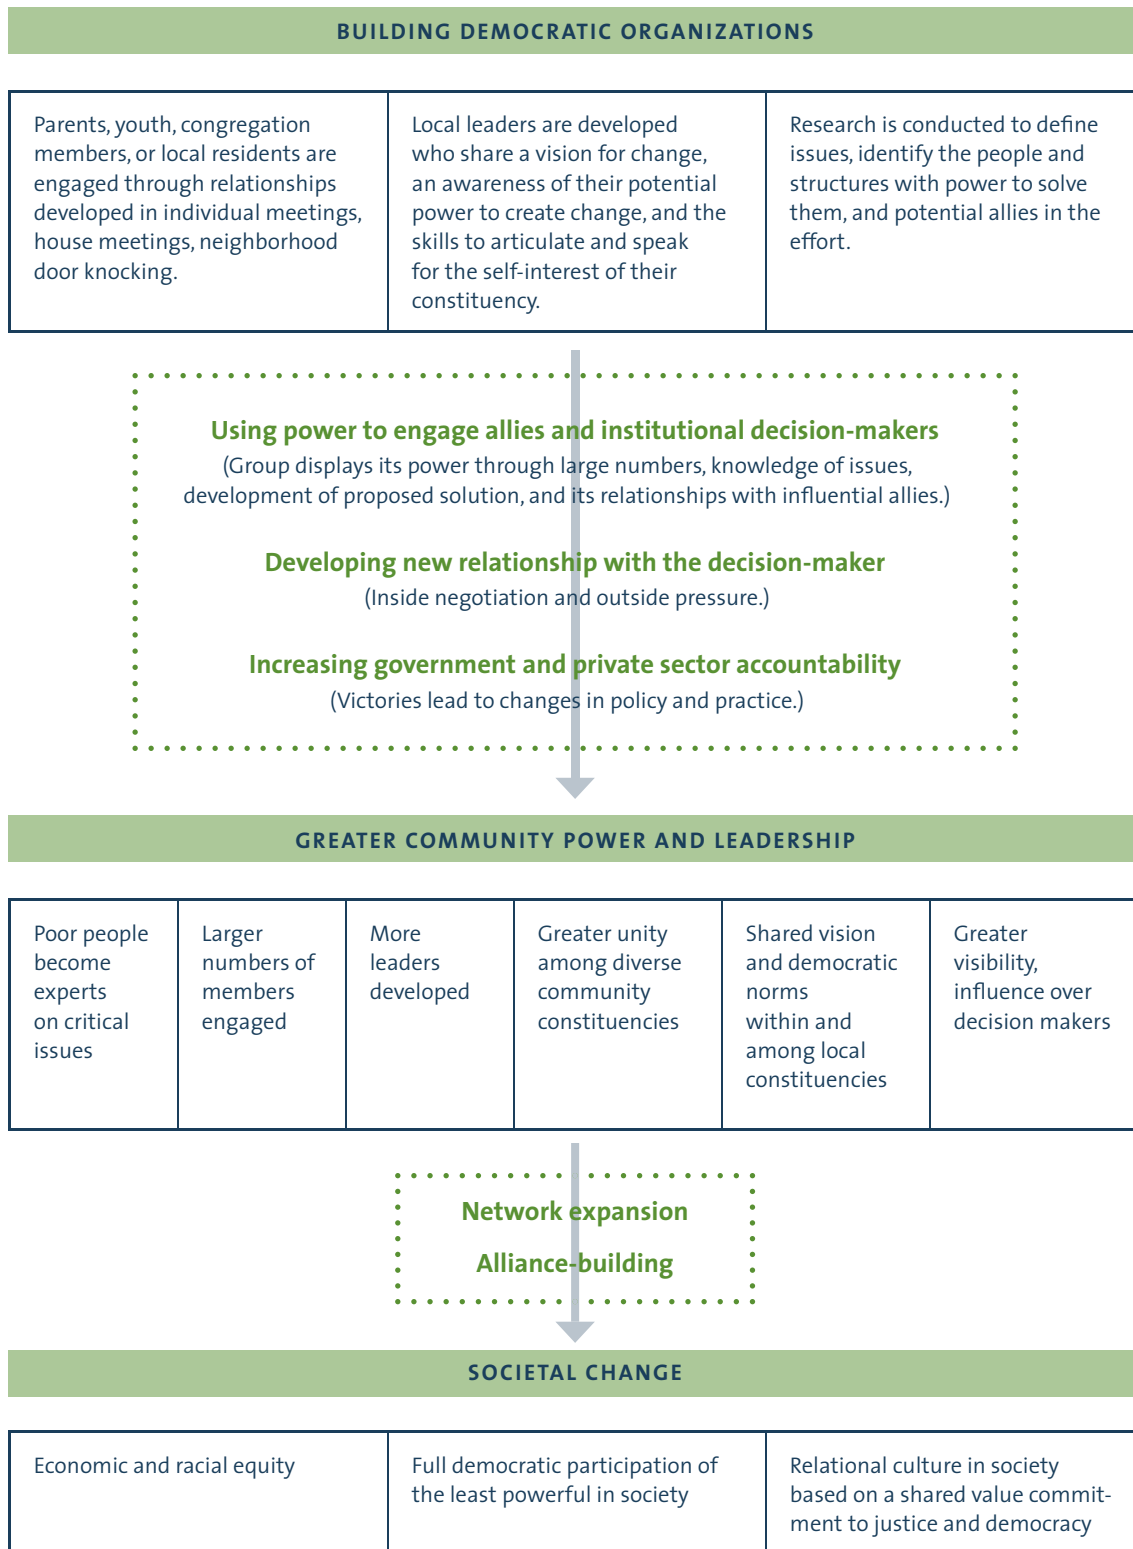 BUILDING DEMOCRATIC ORGANIZATIONS
Parents, youth, congregation
members, or local residents are
engaged through relationships
developed in individual meetings,
house meetings, neighborhood
door knocking.
Local leaders are developed
who share a vision for change,
an awareness of their potential
power to create change, and the
skills to articulate and speak
for the self-interest of their
constituency.
Research is conducted to define
issues, identify the people and
structures with power to solve
them, and potential allies in the
effort.
Using power to engage allies and institutional decision-makers
(Group displays its power through large numbers, knowledge of issues,
development of proposed solution, and its relationships with influential allies.)
Developing new relationship with the decision-maker
(Inside negotiation and outside pressure.)
Increasing government and private sector accountability
(Victories lead to changes in policy and practice.)
GREATER COMMUNITY POWER AND LEADERSHIP
Poor people
become
experts
on critical
issues
Larger
numbers of
members
engaged
More
leaders
developed
Greater unity
among diverse
community
constituencies
Shared vision
and democratic
norms
within and
among local
constituencies
Greater
visibility,
influence over
decision makers
Network expansion
Alliance-building
SOCIETAL CHANGE
Economic and racial equity
Full democratic participation of
the least powerful in society
Relational culture in society
based on a shared value commit-
ment to justice and democracy